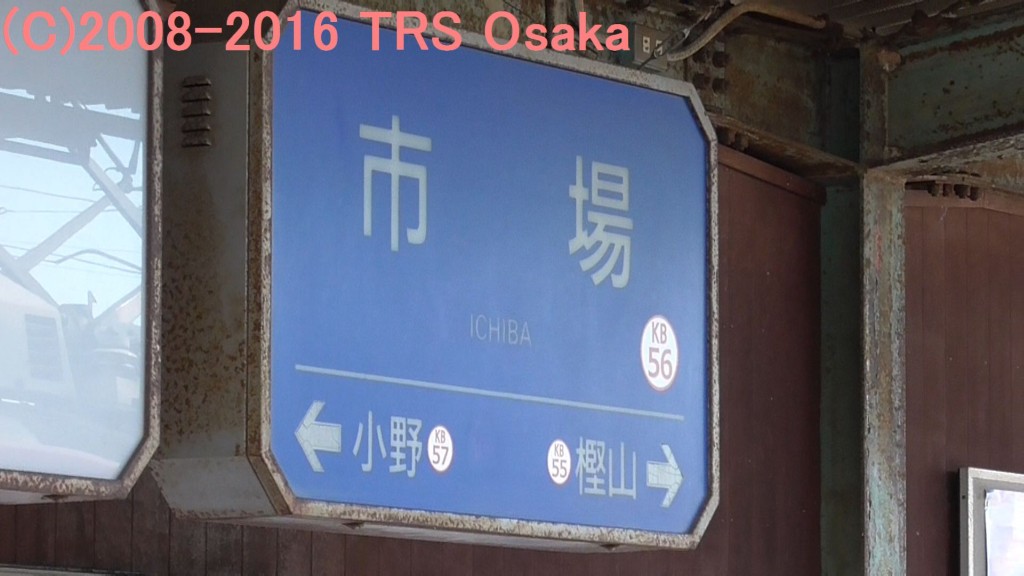 (C)2008-2016 TRS Osaka
市場
ICHIBA
KB
56
小野
KB
57
KB
55
樫山